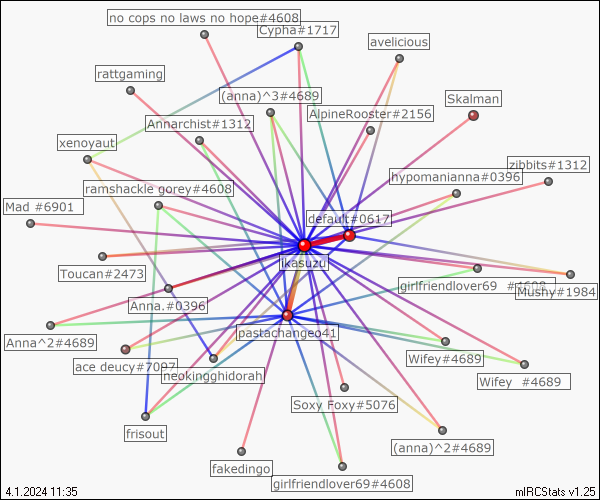 no cops no laws no hope#4608
Cypha#1717
avelicious
rattgaming
(anna)^3#4689
Skalman
AlpineRooster#2156
Annarchist#1312
xenoyaut
zibbits#1312
hypomanianna#0396
ramshackle gorey#4608
Mad #6901
default#0617
ikasuzu
Toucan#2473
girlfriendlover69 #4608
Mushy#1984
Anna.#0396
pastachangeo41
Anna^2#4689
Wifey#4689
ace deucy#7097
neokingghidorah
Wifey #4689
Soxy Foxy#5076
frisout
(anna)^2#4689
fakedingo
girlfriendlover69#4608
4.1.2024 11:35
mIRCStats v1.25